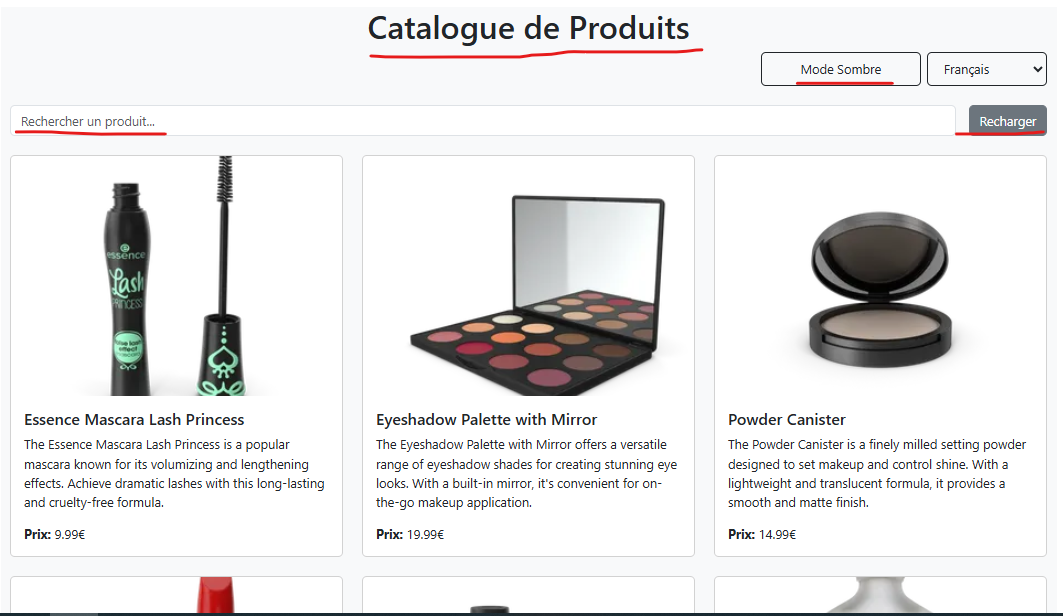 Catalogue de Produits
Mode Sombre
Français
Rechercher un produit...
Recharger
essence
Lash
PRINCESS
false lash
effect
Essence Mascara Lash Princess
The Essence Mascara Lash Princess is a popular
mascara known for its volumizing and lengthening
effects. Achieve dramatic lashes with this long-lasting
and cruelty-free formula.
Prix: 9.99€
Eyeshadow Palette with Mirror
The Eyeshadow Palette with Mirror offers a versatile
range of eyeshadow shades for creating stunning eye
looks. With a built-in mirror, it's convenient for on-
the-go makeup application.
Prix: 19.99€
Powder Canister
The Powder Canister is a finely milled setting powder
designed to set makeup and control shine. With a
lightweight and translucent formula, it provides a
smooth and matte finish.
Prix: 14.99€